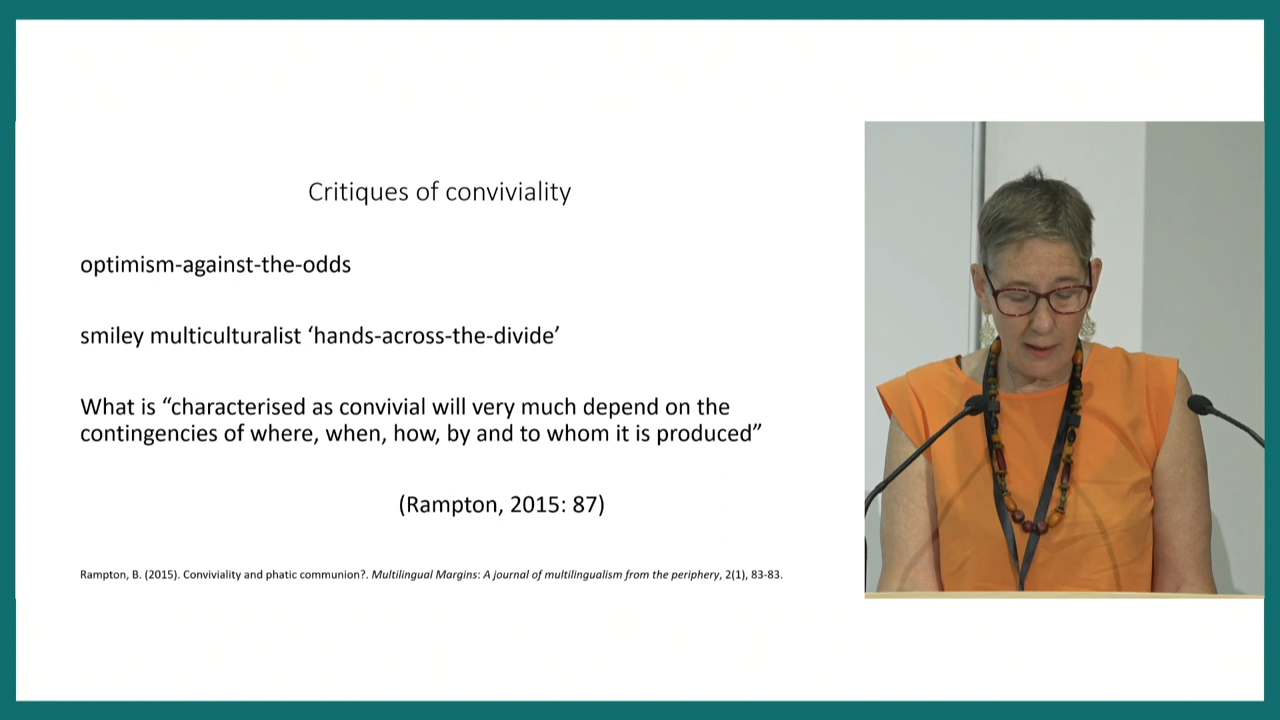 Critiques of conviviality
optimism-against-the-odds
smiley multiculturalist ‘hands-across-the-divide’
What is “characterised as convivial will very much depend on the
contingencies of where, when, how, by and to whom it is produced”
(Rampton, 2015: 87)
Rampton, B. (2015). Conviviality and phatic communion?. Multilingual Margins: A journal of multilingualism from the periphery, 2(1), 83-83.